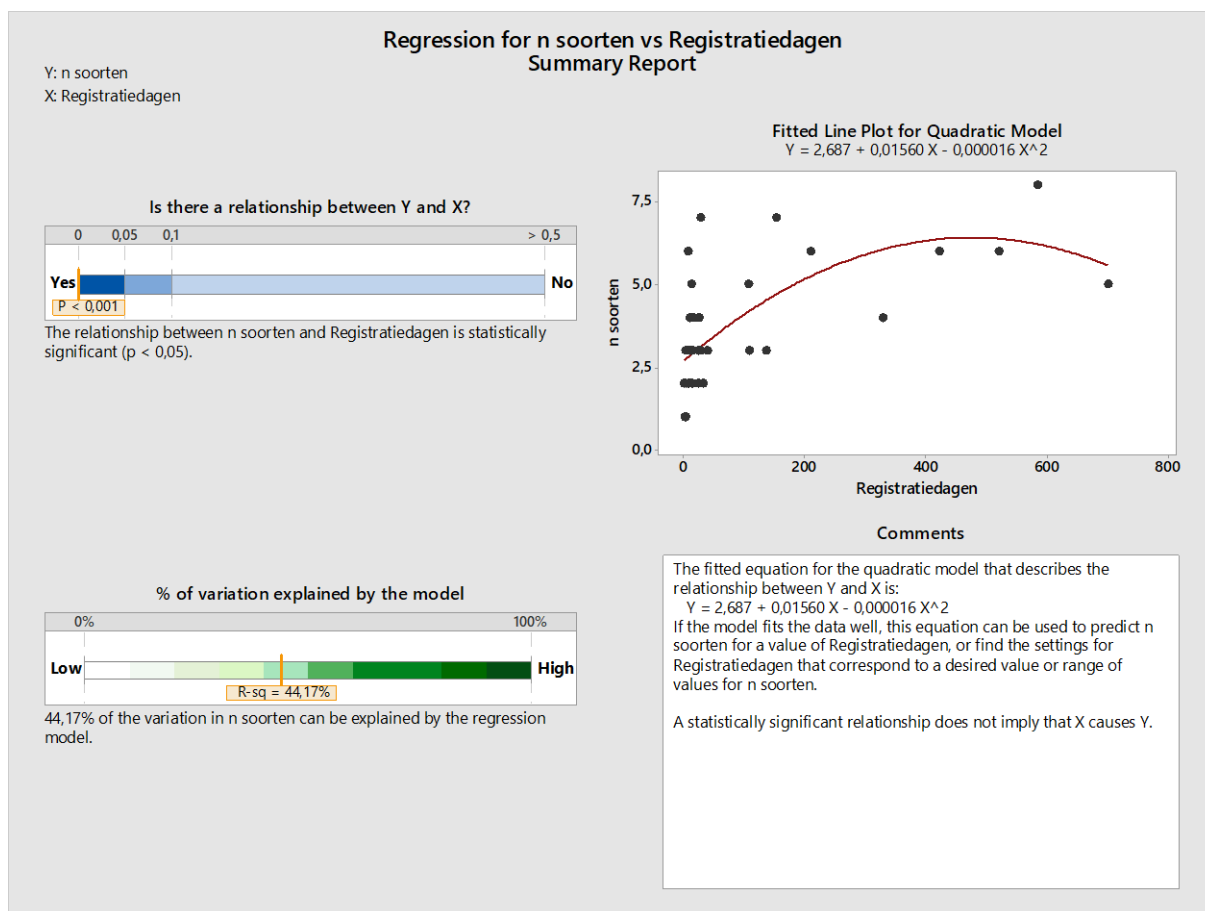 Regression for n soorten vs Registratiedagen
Summary Report
Y: n soorten
X: Registratiedagen
Is there a relationship between Y and X?
0 0,05 0,1 > 0,5
Yes No
P < 0,001
The relationship between n soorten and Registratiedagen is statistically
significant (p < 0,05).
% of variation explained by the model
0% 100%
Low High
R-sq = 44,17%
44,17% of the variation in n soorten can be explained by the regression
model.
Fitted Line Plot for Quadratic Model
Y = 2,687 + 0,01560 X - 0,000016 X^2
7,5
5,0
2,5
0,0
n soorten
0 200 400 600 800
Registratiedagen
Comments
The fitted equation for the quadratic model that describes the
relationship between Y and X is:
Y = 2,687 + 0,01560 X - 0,000016 X^2
If the model fits the data well, this equation can be used to predict n
soorten for a value of Registratiedagen, or find the settings for
Registratiedagen that correspond to a desired value or range of
values for n soorten.
A statistically significant relationship does not imply that X causes Y.